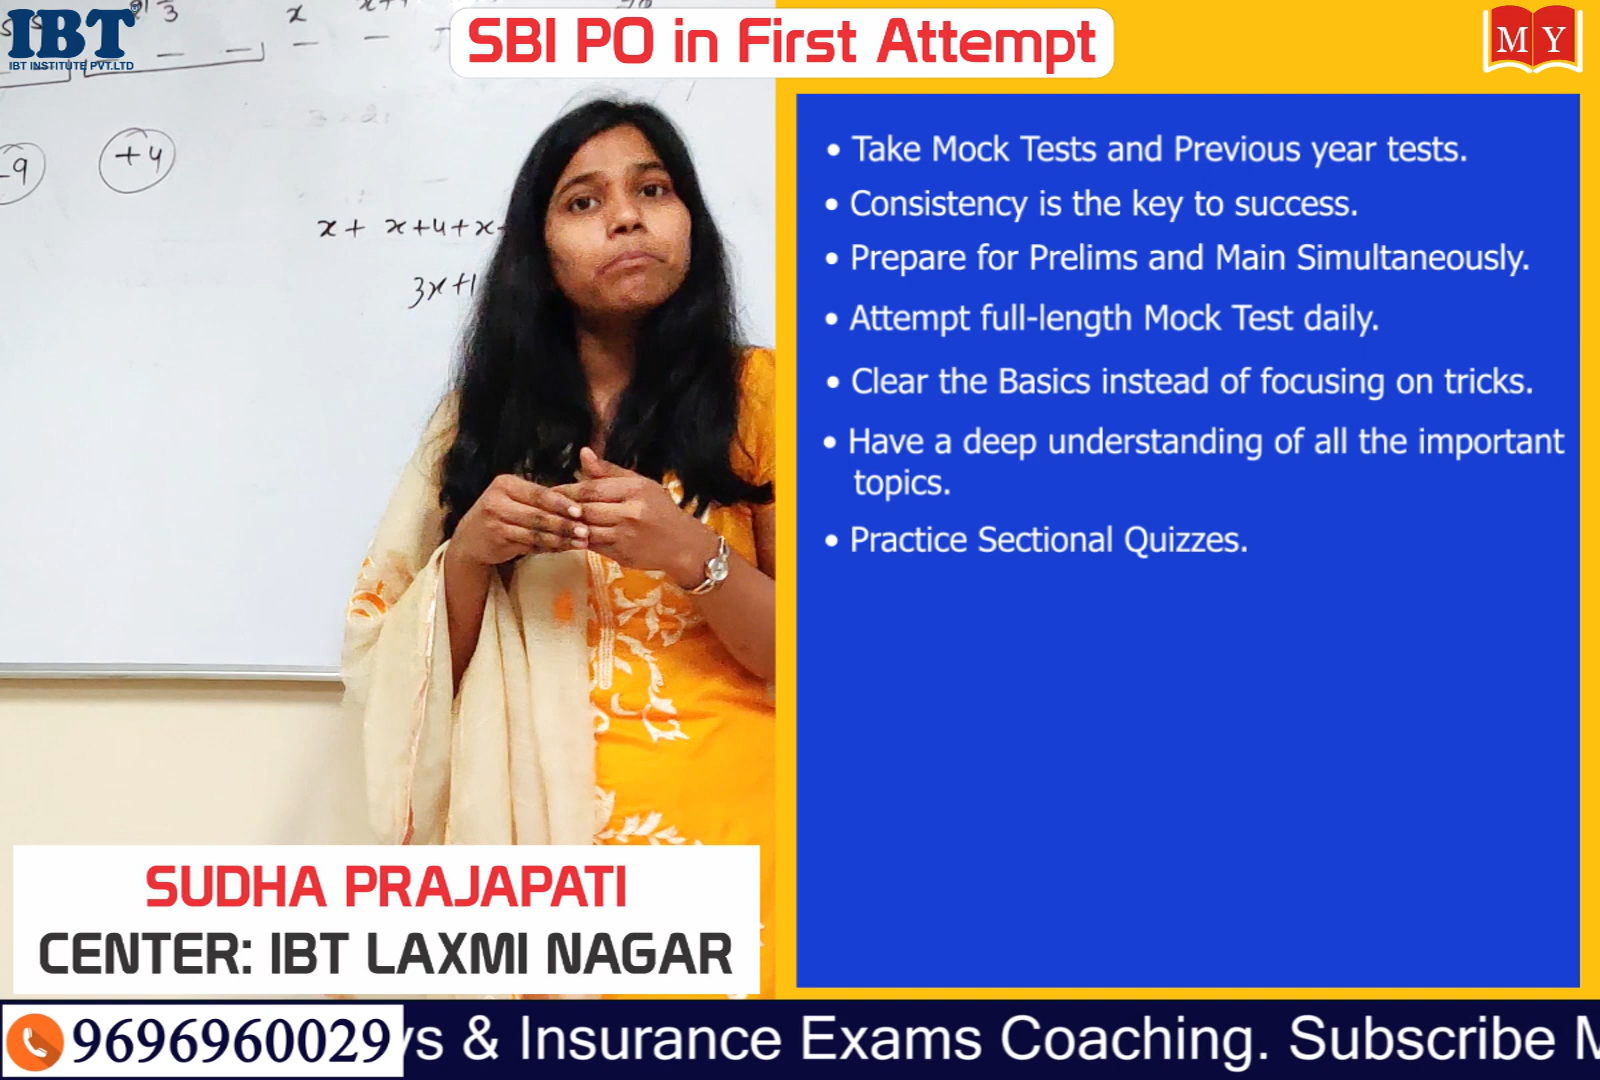 SBI PO in First Attempt
IBT
IBT INSTITUTE PVT.LTD
M Y
3 x
-9 +4
x + x+4+x-
3x+1
• Take Mock Tests and Previous year tests.
• Consistency is the key to success.
• Prepare for Prelims and Main Simultaneously.
• Attempt full-length Mock Test daily.
• Clear the Basics instead of focusing on tricks.
• Have a deep understanding of all the important
topics.
• Practice Sectional Quizzes.
SUDHA PRAJAPATI
CENTER: IBT LAXMI NAGAR
9696960029 ys & Insurance Exams Coaching. Subscribe M